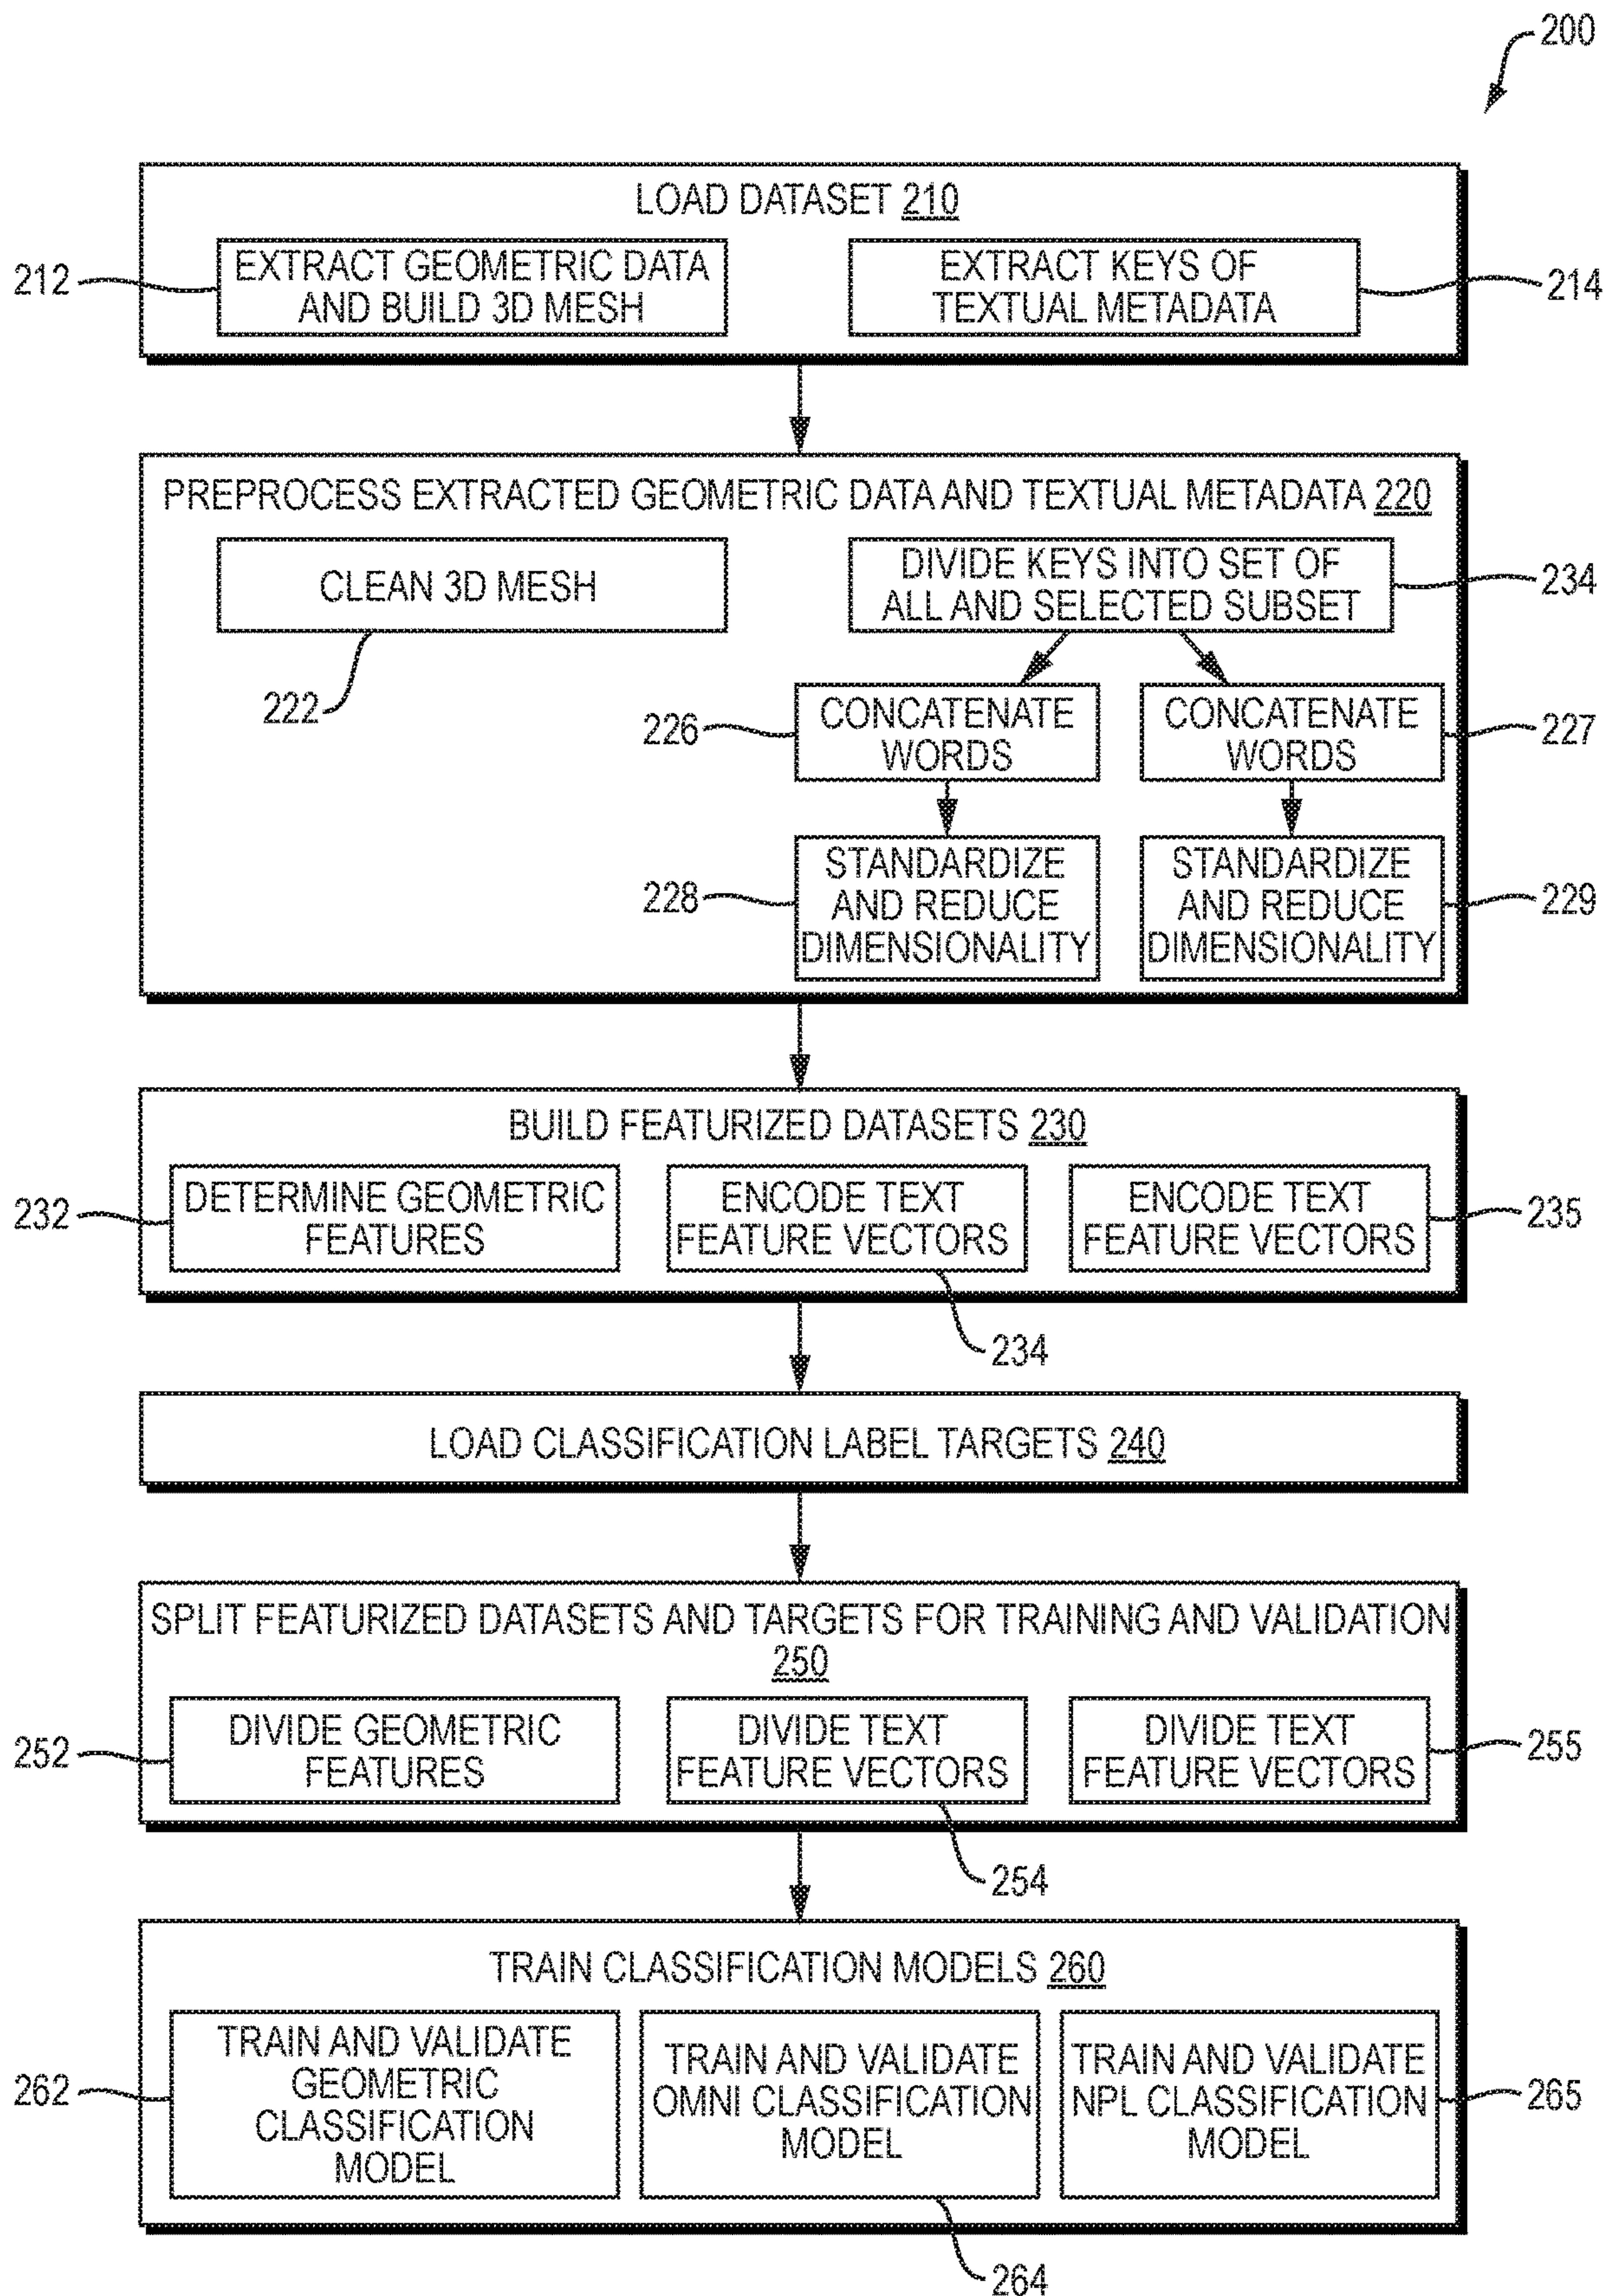 200
LOAD DATASET 210
212
EXTRACT GEOMETRIC DATA
AND BUILD 3D MESH
EXTRACT KEYS OF
TEXTUAL METADATA
214
PREPROCESS EXTRACTED GEOMETRIC DATA AND TEXTUAL METADATA 220
CLEAN 3D MESH
222
DIVIDE KEYS INTO SET OF
ALL AND SELECTED SUBSET
234
226
CONCATENATE
WORDS
CONCATENATE
WORDS
227
228
STANDARDIZE
AND REDUCE
DIMENSIONALITY
STANDARDIZE
AND REDUCE
DIMENSIONALITY
229
BUILD FEATURIZED DATASETS 230
232
DETERMINE GEOMETRIC
FEATURES
ENCODE TEXT
FEATURE VECTORS
234
ENCODE TEXT
FEATURE VECTORS
235
LOAD CLASSIFICATION LABEL TARGETS 240
SPLIT FEATURIZED DATASETS AND TARGETS FOR TRAINING AND VALIDATION
250
252
DIVIDE GEOMETRIC
FEATURES
DIVIDE TEXT
FEATURE VECTORS
254
DIVIDE TEXT
FEATURE VECTORS
255
TRAIN CLASSIFICATION MODELS 260
262
TRAIN AND VALIDATE
GEOMETRIC
CLASSIFICATION
MODEL
TRAIN AND VALIDATE
OMNI CLASSIFICATION
MODEL
264
TRAIN AND VALIDATE
NPL CLASSIFICATION
MODEL
265